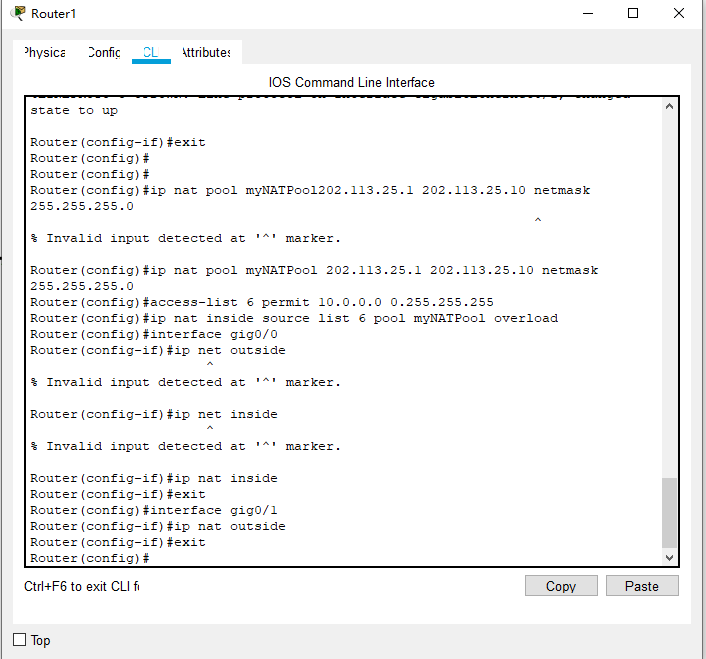 Router1
Physica Config CLI Attributes
IOS Command Line Interface
state to up
Router(config-if)#exit
Router(config)#
Router(config)#
Router(config)#ip nat pool myNATPool202.113.25.1 202.113.25.10 netmask
255.255.255.0
^
% Invalid input detected at '^' marker.
Router(config)#ip nat pool myNATPool 202.113.25.1 202.113.25.10 netmask
255.255.255.0
Router(config)#access-list 6 permit 10.0.0.0 0.255.255.255
Router(config)#ip nat inside source list 6 pool myNATPool overload
Router(config)#interface gig0/0
Router(config-if)#ip net outside
^
% Invalid input detected at '^' marker.
Router(config-if)#ip net inside
^
% Invalid input detected at '^' marker.
Router(config-if)#ip nat inside
Router(config-if)#exit
Router(config)#interface gig0/1
Router(config-if)#ip nat outside
Router(config-if)#exit
Router(config)#
Ctrl+F6 to exit CLI fo
Copy Paste
Top